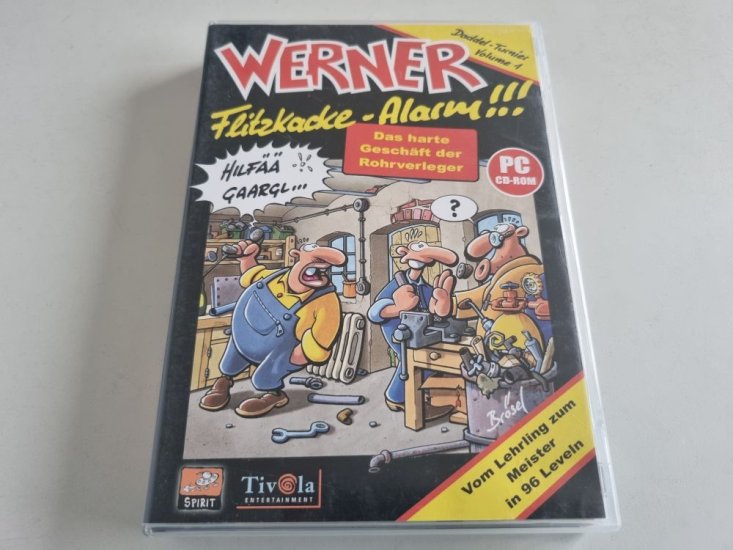 Daddel-Turnier
Volume 1
WERNER
Flitzkacke-Alarm!!!
Das harte
Geschäft der
Rohrverleger
PC
CD-ROM
HILFÄÄ !!
GAARGL...
?
Brösel
Vom Lehrling zum
Meister
in 96 Leveln
SPIRIT
Tivola
ENTERTAINMENT